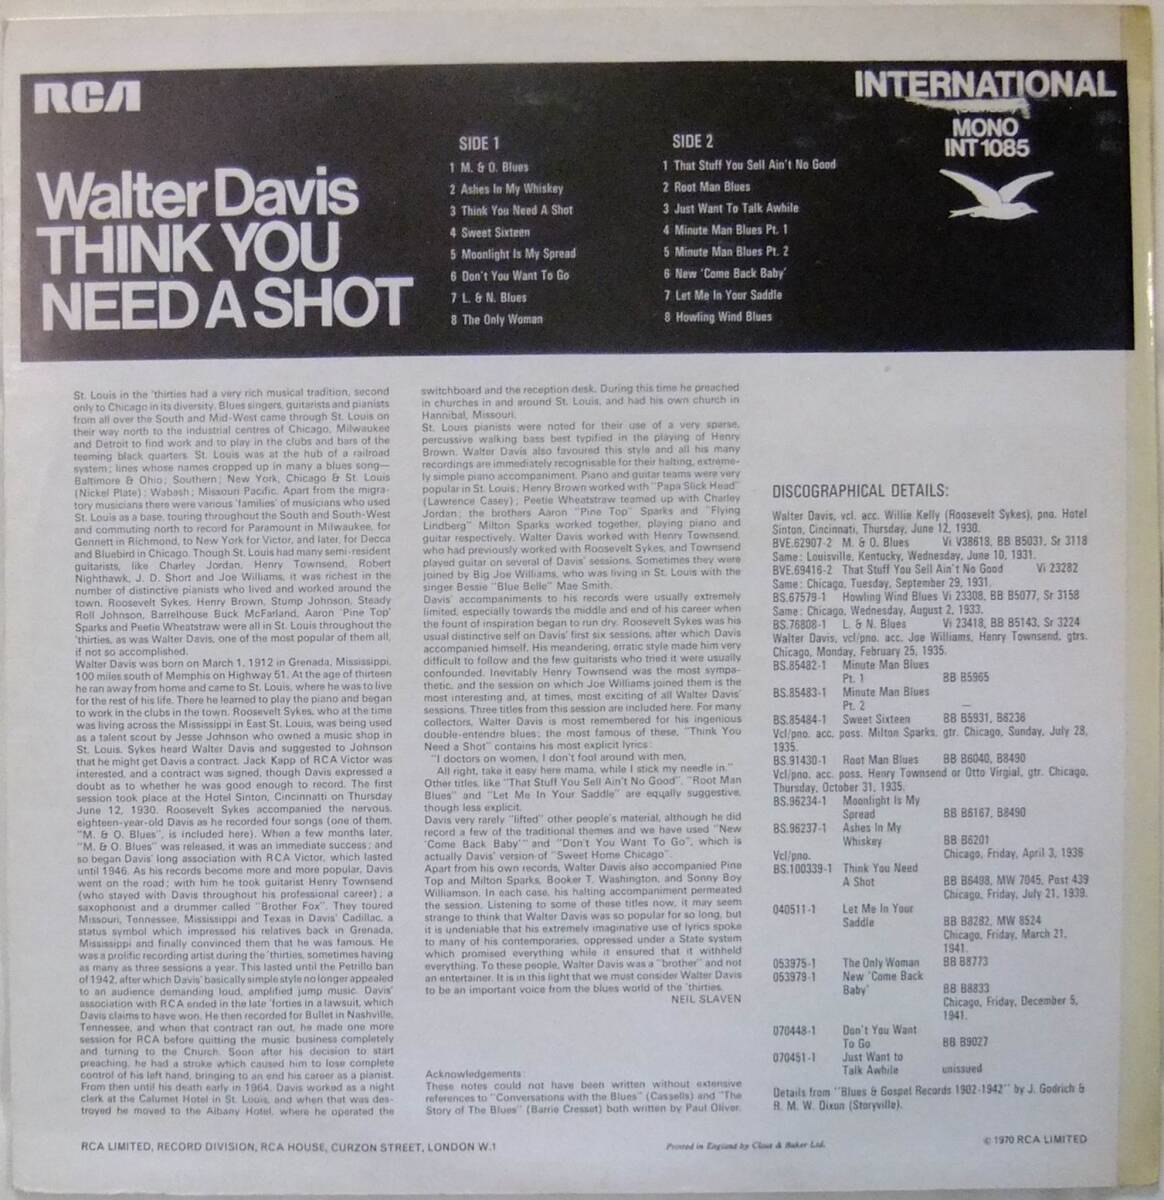 RCA
INTERNATIONAL
MONO
INT 1085
Walter Davis
THINK YOU
NEED A SHOT
SIDE 1
1 M. & O. Blues
2 Ashes In My Whiskey
3 Think You Need A Shot
4 Sweet Sixteen
5 Moonlight Is My Spread
6 Don't You Want To Go
7 L. & N. Blues
8 The Only Woman
SIDE 2
1 That Stuff You Sell Ain't No Good
2 Root Man Blues
3 Just Want To Talk Awhile
4 Minute Man Blues Pt. 1
5 Minute Man Blues Pt. 2
6 New 'Come Back Baby'
7 Let Me In Your Saddle
8 Howling Wind Blues
St. Louis in the 'thirties had a very rich musical tradition, second
only to Chicago in its diversity. Blues singers, guitarists and pianists
from all over the South and Mid-West came through St. Louis on
their way north to the industrial centres of Chicago, Milwaukee
and Detroit to find work and to play in the clubs and bars of the
teeming black quarters. St. Louis was at the hub of a railroad
system; lines whose names cropped up in many a blues song—
Baltimore & Ohio; Southern; New York, Chicago & St. Louis
(Nickel Plate); Wabash; Missouri Pacific. Apart from the migra-
tory musicians there were various 'families' of musicians who used
St. Louis as a base, touring throughout the South and South-West
and commuting north to record for Paramount in Milwaukee, for
Gennett in Richmond, to New York for Victor, and later, for Decca
and Bluebird in Chicago. Though St. Louis had many semi-resident
guitarists, like Charley Jordan, Henry Townsend, Robert
Nighthawk, J. D. Short and Joe Williams, it was richest in the
number of distinctive pianists who lived and worked around the
town. Roosevelt Sykes, Henry Brown, Stump Johnson, Steady
Roll Johnson, Barrelhouse Buck McFarland, Aaron 'Pine Top'
Sparks and Peetie Wheatstraw were all in St. Louis throughout the
'thirties, as was Walter Davis, one of the most popular of them all,
if not so accomplished.
Walter Davis was born on March 1, 1912 in Grenada, Mississippi,
100 miles south of Memphis on Highway 51. At the age of thirteen
he ran away from home and came to St. Louis, where he was to live
for the rest of his life. There he learned to play the piano and began
to work in the clubs in the town. Roosevelt Sykes, who at the time
was living across the Mississippi in East St. Louis, was being used
as a talent scout by Jesse Johnson who owned a music shop in
St. Louis. Sykes heard Walter Davis and suggested to Johnson
that he might get Davis a contract. Jack Kapp of RCA Victor was
interested, and a contract was signed, though Davis expressed a
doubt as to whether he was good enough to record. The first
session took place at the Hotel Sinton, Cincinnati on Thursday
June 12, 1930. Roosevelt Sykes accompanied the nervous,
eighteen-year-old Davis as he recorded four songs (one of them,
"M. & O. Blues", is included here). When a few months later,
"M. & O. Blues" was released, it was an immediate success; and
so began Davis' long association with RCA Victor, which lasted
until 1946. As his records become more and more popular, Davis
went on the road; with him he took guitarist Henry Townsend
(who stayed with Davis throughout his professional career); a
saxophonist and a drummer called "Brother Fox". They toured
Missouri, Tennessee, Mississippi and Texas in Davis' Cadillac, a
status symbol which impressed his relatives back in Grenada,
Mississippi and finally convinced them that he was famous. He
was a prolific recording artist during the 'thirties, sometimes having
as many as three sessions a year. This lasted until the Petrillo ban
of 1942, after which Davis' basically simple style no longer appealed
to an audience demanding loud, amplified jump music. Davis'
association with RCA ended in the late 'forties in a lawsuit, which
Davis claims to have won. He then recorded for Bullet in Nashville,
Tennessee, and when that contract ran out, he made one more
session for RCA before quitting the music business completely
and turning to the Church. Soon after his decision to start
preaching, he had a stroke which caused him to lose complete
control of his left hand, bringing to an end his career as a pianist.
From then until his death early in 1964, Davis worked as a night
clerk at the Calumet Hotel in St. Louis, and when that was des-
troyed he moved to the Albany Hotel, where he operated the
switchboard and the reception desk. During this time he preached
in churches in and around St. Louis, and had his own church in
Hannibal, Missouri.
St. Louis pianists were noted for their use of a very sparse,
percussive walking bass best typified in the playing of Henry
Brown. Walter Davis also favoured this style and all his many
recordings are immediately recognisable for their halting, extreme-
ly simple piano accompaniment. Piano and guitar teams were very
popular in St. Louis; Henry Brown worked with "Papa Slick Head"
(Lawrence Casey); Peetie Wheatstraw teamed up with Charley
Jordan; the brothers Aaron "Pine Top" Sparks and "Flying
Lindberg" Milton Sparks worked together, playing piano and
guitar respectively. Walter Davis worked with Henry Townsend,
who had previously worked with Roosevelt Sykes, and Townsend
played guitar on several of Davis' sessions. Sometimes they were
joined by Big Joe Williams, who was living in St. Louis with the
singer Bessie "Blue Belle" Mae Smith.
Davis' accompaniments to his records were usually extremely
limited, especially towards the middle and end of his career when
the fount of inspiration began to run dry. Roosevelt Sykes was his
usual distinctive self on Davis' first six sessions, after which Davis
accompanied himself. His meandering, erratic style made him very
difficult to follow and the few guitarists who tried it were usually
confounded. Inevitably Henry Townsend was the most sympa-
thetic, and the session on which Joe Williams joined them is the
most interesting and, at times, most exciting of all Walter Davis'
sessions. Three titles from this session are included here. For many
collectors, Walter Davis is most remembered for his ingenious
double-entendre blues; the most famous of these, "Think You
Need a Shot" contains his most explicit lyrics:
"I doctors on women, I don't fool around with men,
All right, take it easy here mama, while I stick my needle in."
Other titles, like "That Stuff You Sell Ain't No Good", "Root Man
Blues" and "Let Me In Your Saddle" are equally suggestive,
though less explicit.
Davis very rarely "lifted" other people's material, although he did
record a few of the traditional themes and we have used "New
'Come Back Baby'" and "Don't You Want To Go", which is
actually Davis' version of "Sweet Home Chicago".
Apart from his own records, Walter Davis also accompanied Pine
Top and Milton Sparks, Booker T. Washington, and Sonny Boy
Williamson. In each case, his halting accompaniment permeated
the session. Listening to some of these titles now, it may seem
strange to think that Walter Davis was so popular for so long, but
it is undeniable that his extremely imaginative use of lyrics spoke
to many of his contemporaries, oppressed under a State system
which promised everything while it ensured that it withheld
everything. To these people, Walter Davis was a "brother" and not
an entertainer. It is in this light that we must consider Walter Davis
to be an important voice from the blues world of the 'thirties.
NEIL SLAVEN
Acknowledgements:
These notes could not have been written without extensive
references to "Conversations with the Blues" (Cassells) and "The
Story of The Blues" (Barrie Cresset) both written by Paul Oliver.
DISCOGRAPHICAL DETAILS:
Walter Davis, vcl. acc. Willie Kelly (Roosevelt Sykes), pno. Hotel
Sinton, Cincinnati, Thursday, June 12, 1930.
BVE.62907-2 M. & O. Blues Vi V38618, BB B5031, Sr 3118
Same: Louisville, Kentucky, Wednesday, June 10, 1931.
BVE.69416-2 That Stuff You Sell Ain't No Good Vi 23282
Same: Chicago, Tuesday, September 29, 1931.
BS.67579-1 Howling Wind Blues Vi 23308, BB B5077, Sr 3158
Same: Chicago, Wednesday, August 2, 1933.
BS.76808-1 L. & N. Blues Vi 23418, BB B5143, Sr 3224
Walter Davis, vcl/pno. acc. Joe Williams, Henry Townsend, gtrs.
Chicago, Monday, February 25, 1935.
BS.85482-1 Minute Man Blues
Pt. 1 BB B5965
BS.85483-1 Minute Man Blues
Pt. 2 —
BS.85484-1 Sweet Sixteen BB B5931, B6236
Vcl/pno. acc. poss. Milton Sparks, gtr. Chicago, Sunday, July 28,
1935.
BS.91430-1 Root Man Blues BB B6040, B8490
Vcl/pno. acc. poss. Henry Townsend or Otto Virgial, gtr. Chicago,
Thursday, October 31, 1935.
BS.96234-1 Moonlight Is My
Spread BB B6167, B8490
BS.96237-1 Ashes In My
Whiskey BB B6201
Vcl/pno. Chicago, Friday, April 3, 1936
BS.100339-1 Think You Need
A Shot BB B6498, MW 7045, Post 439
Chicago, Friday, July 21, 1939.
040511-1 Let Me In Your
Saddle BB B8282, MW 8524
Chicago, Friday, March 21,
1941.
053975-1 The Only Woman BB B8773
053979-1 New 'Come Back
Baby' BB B8833
Chicago, Friday, December 5,
1941.
070448-1 Don't You Want
To Go BB B9027
070451-1 Just Want to
Talk Awhile unissued
Details from "Blues & Gospel Records 1902-1942" by J. Godrich &
R. M. W. Dixon (Storyville).
RCA LIMITED, RECORD DIVISION, RCA HOUSE, CURZON STREET, LONDON W.1
Printed in England by Clout & Baker Ltd.
© 1970 RCA LIMITED